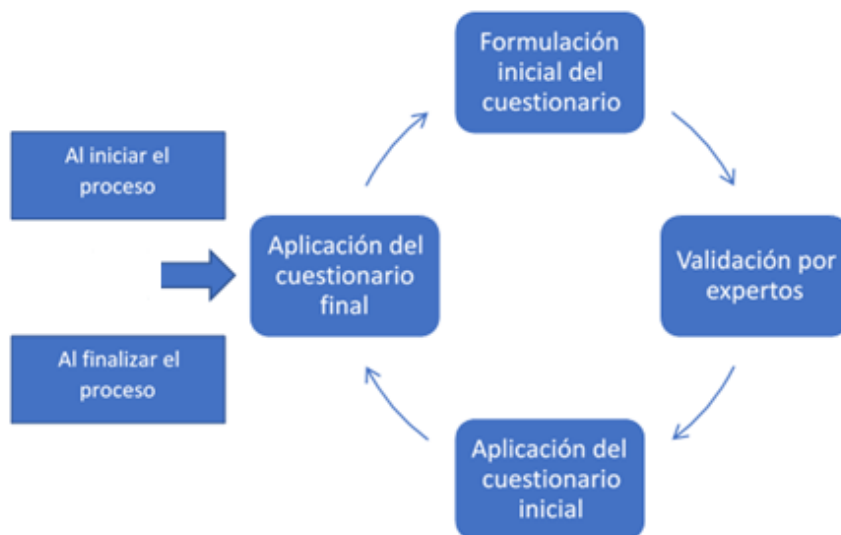 Formulación
inicial del
cuestionario
Al iniciar el
proceso
Aplicación del
cuestionario
final
Validación por
expertos
Al finalizar el
proceso
Aplicación del
cuestionario
inicial